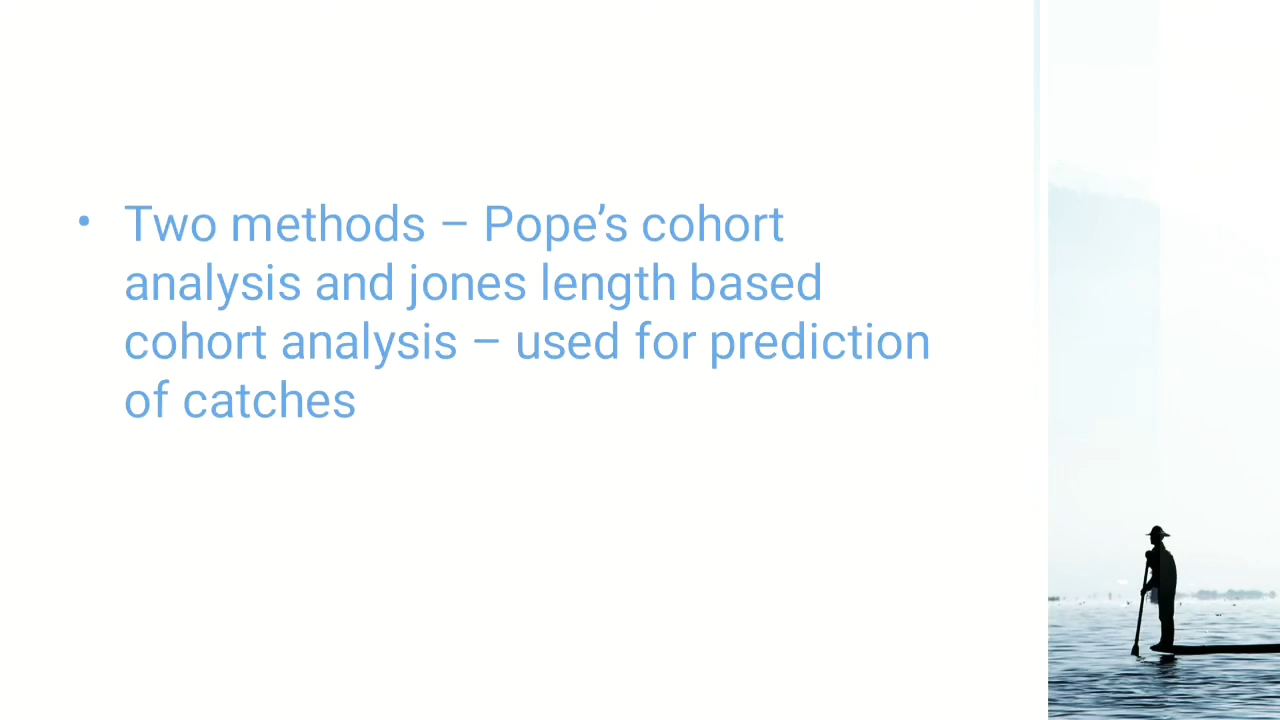 • Two methods – Pope’s cohort
analysis and jones length based
cohort analysis – used for prediction
of catches